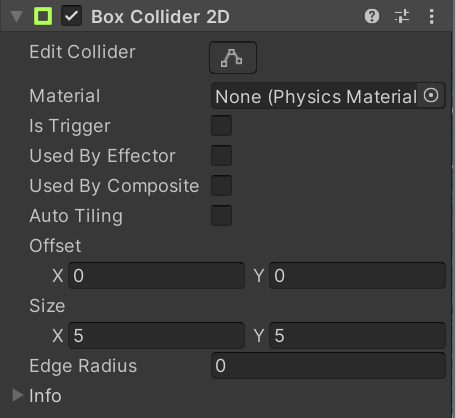 Box Collider 2D
Edit Collider
Material None (Physics Material
Is Trigger
Used By Effector
Used By Composite
Auto Tiling
Offset
X 0 Y 0
Size
X 5 Y 5
Edge Radius 0
Info